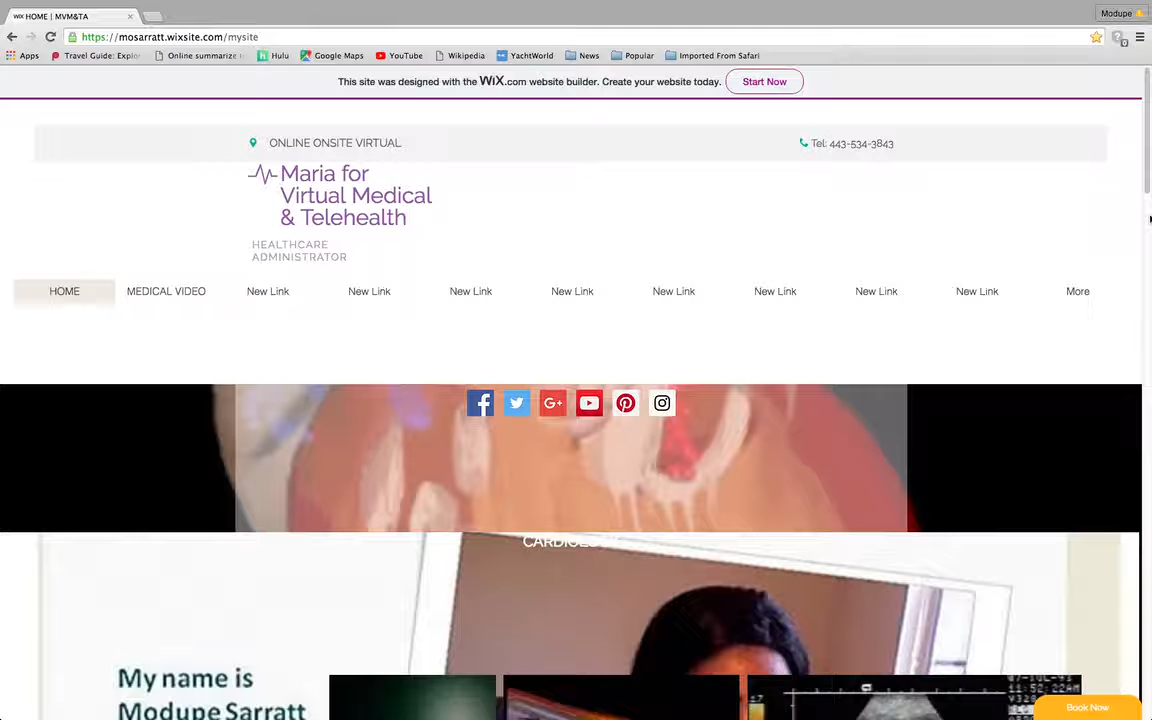 WiX HOME | MVM&TA
Modupe
https://mosarratt.wixsite.com/mysite
Apps
Travel Guide: Explor
Online summarize
Hulu
Google Maps
YouTube
Wikipedia
YachtWorld
News
Popular
Imported From Safari
This site was designed with the WiX.com website builder. Create your website today.
Start Now
ONLINE ONSITE VIRTUAL
Tel: 443-534-3843
Maria for
Virtual Medical
& Telehealth
HEALTHCARE
ADMINISTRATOR
HOME
MEDICAL VIDEO
New Link
New Link
New Link
New Link
New Link
New Link
New Link
New Link
More
My name is
Modupe Sarratt
11:52:22AM
Book Now